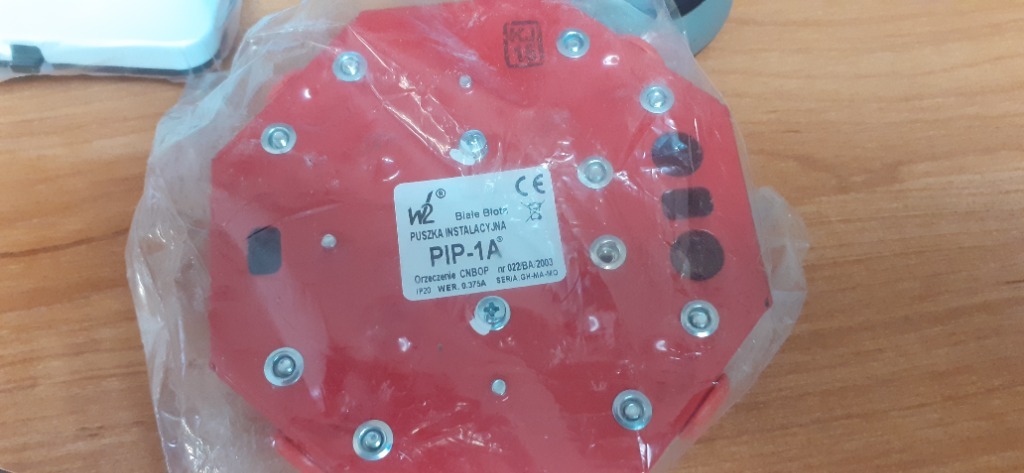 W2® CE
Białe Błota
PUSZKA INSTALACYJNA
PIP-1A®
Orzeczenie CNBOP nr 022/BA/2003
IP20 WER. 0.375A SERIA: GH-MA-MO